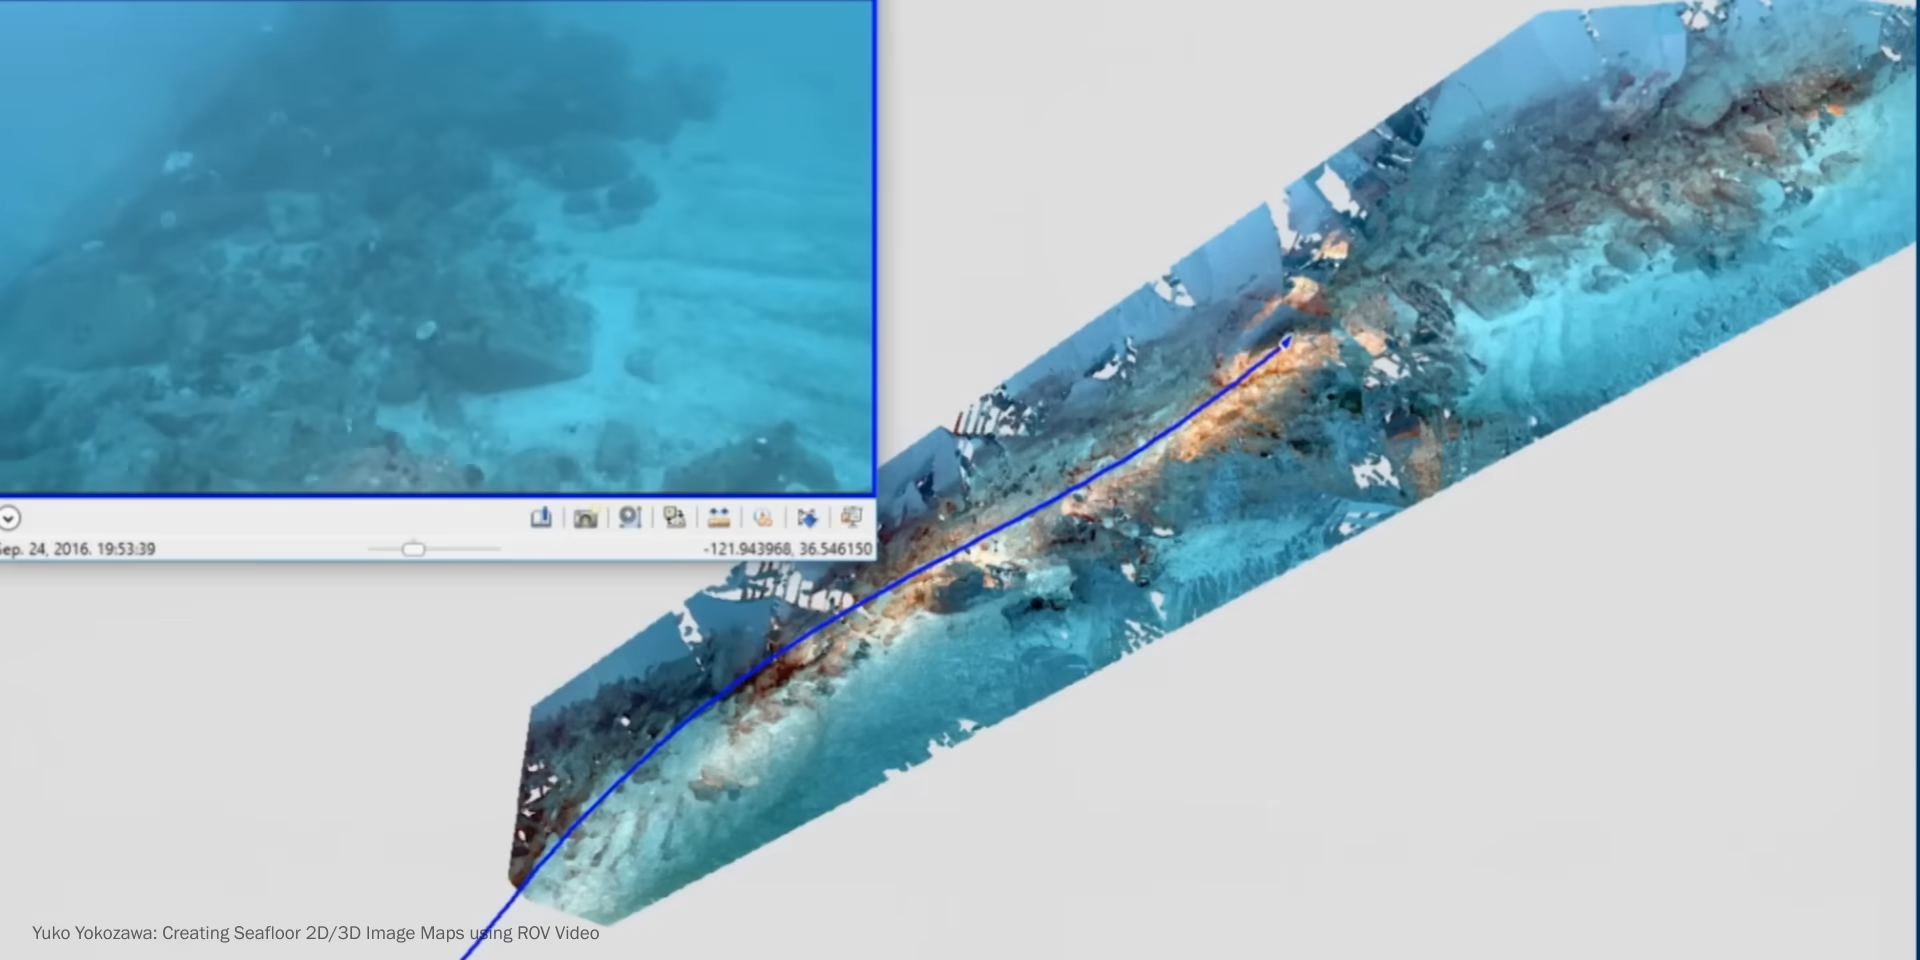 Sep. 24, 2016. 19:53:39
-121.943968, 36.546150
Yuko Yokozawa: Creating Seafloor 2D/3D Image Maps using ROV Video